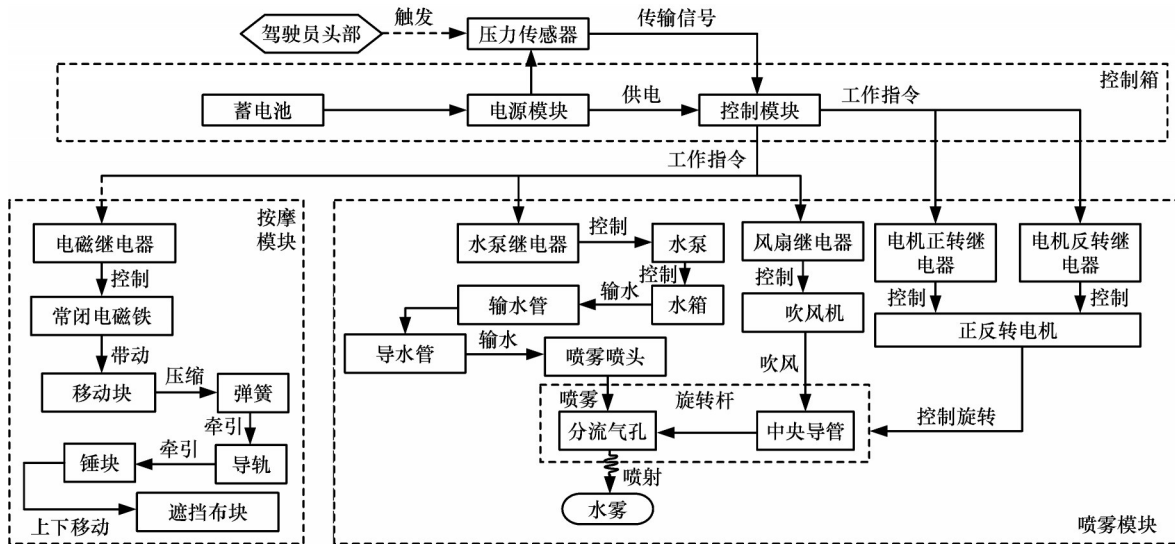 驾驶员头部
触发
压力传感器
传输信号
控制箱
蓄电池
电源模块
供电
控制模块
工作指令
工作指令
按摩
模块
电磁继电器
控制
常闭电磁铁
带动
移动块
压缩
弹簧
牵引
导轨
牵引
锤块
上下移动
遮挡布块
水泵继电器
控制
水泵
控制
水箱
输水
输水管
导水管
输水
喷雾喷头
喷雾
分流气孔
喷射
水雾
风扇继电器
控制
吹风机
吹风
旋转杆
中央导管
电机正转继
电器
控制
电机反转继
电器
控制
正反转电机
控制旋转
喷雾模块